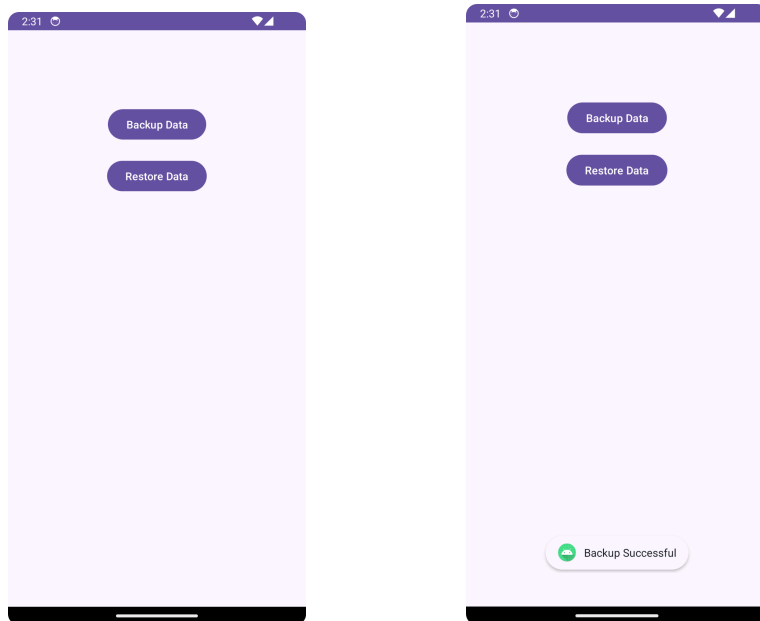 2:31
Backup Data
Restore Data
2:31
Backup Data
Restore Data
Backup Successful